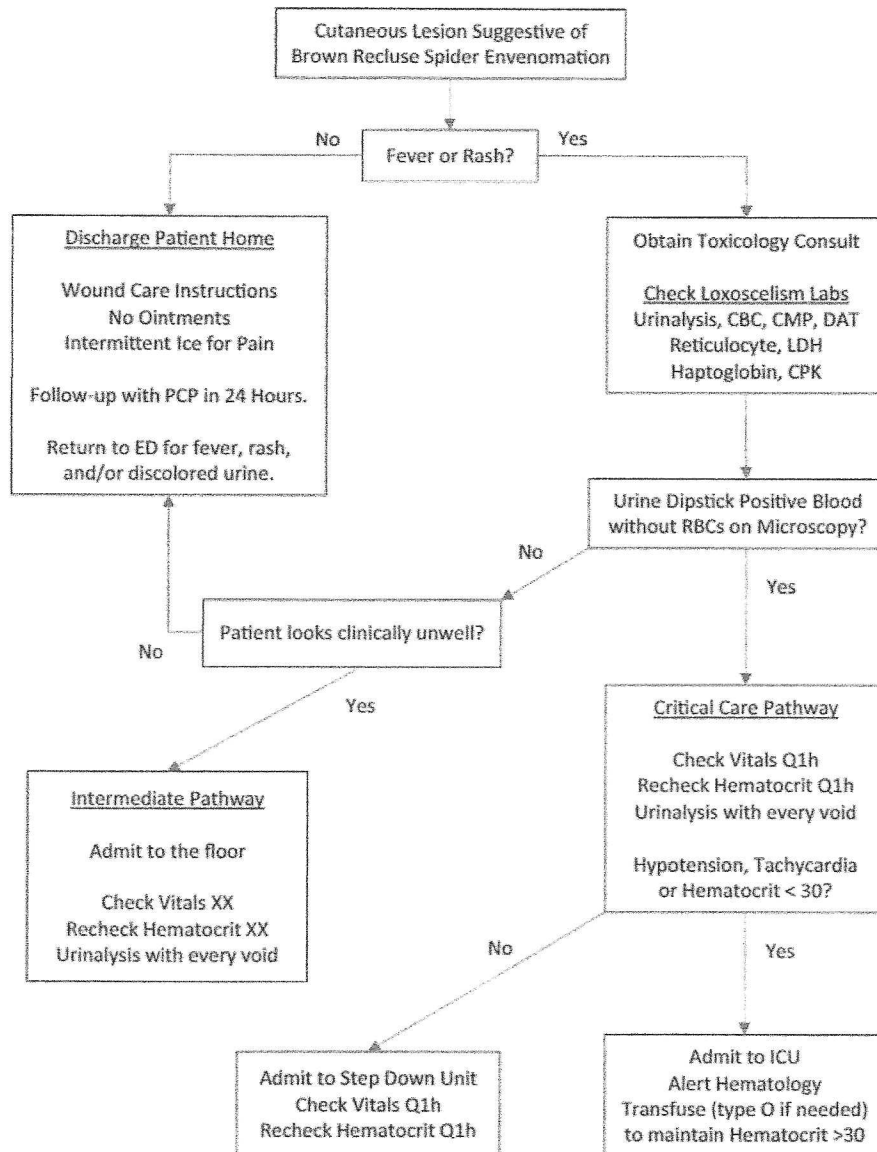 Cutaneous Lesion Suggestive of
Brown Recluse Spider Envenomation
No
Fever or Rash?
Yes
Discharge Patient Home
Wound Care Instructions
No Ointments
Intermittent Ice for Pain
Follow-up with PCP in 24 Hours.
Return to ED for fever, rash,
and/or discolored urine.
Obtain Toxicology Consult
Check Loxoscelism Labs
Urinalysis, CBC, CMP, DAT
Reticulocyte, LDH
Haptoglobin, CPK
Urine Dipstick Positive Blood
without RBCs on Microscopy?
No
Yes
Patient looks clinically unwell?
No
Yes
Intermediate Pathway
Admit to the floor
Check Vitals XX
Recheck Hematocrit XX
Urinalysis with every void
Critical Care Pathway
Check Vitals Q1h
Recheck Hematocrit Q1h
Urinalysis with every void
Hypotension, Tachycardia
or Hematocrit < 30?
No
Yes
Admit to Step Down Unit
Check Vitals Q1h
Recheck Hematocrit Q1h
Admit to ICU
Alert Hematology
Transfuse (type O if needed)
to maintain Hematocrit >30